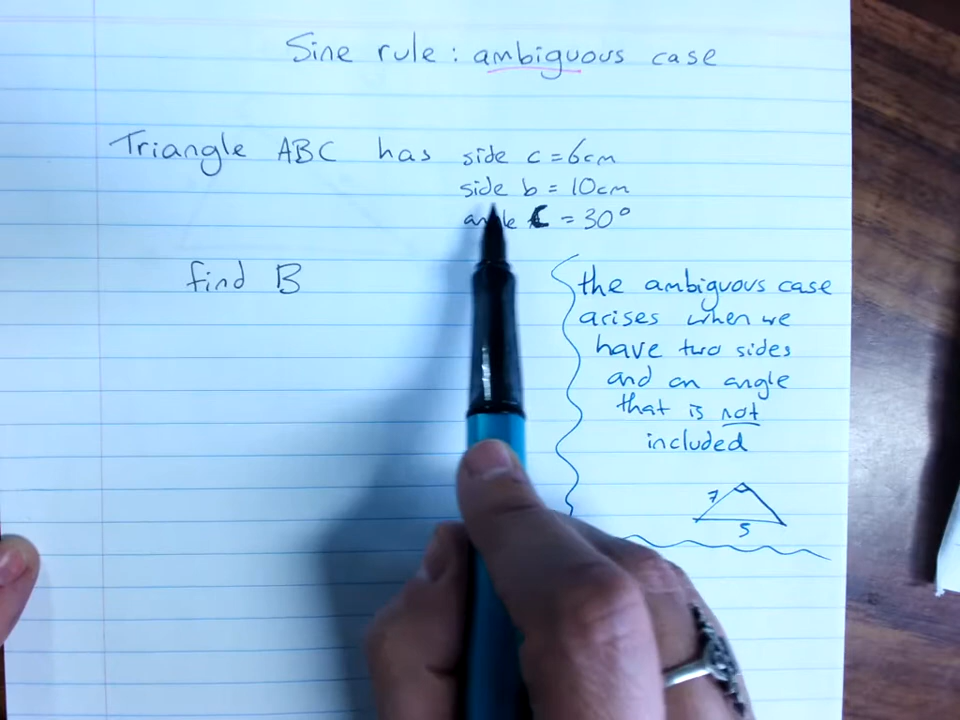 Sine rule: ambiguous case
Triangle ABC has side c = 6cm
side b = 10cm
C = 30°
find B
the ambiguous case
arises when we
have two sides
and an angle
that is not
included
7
5